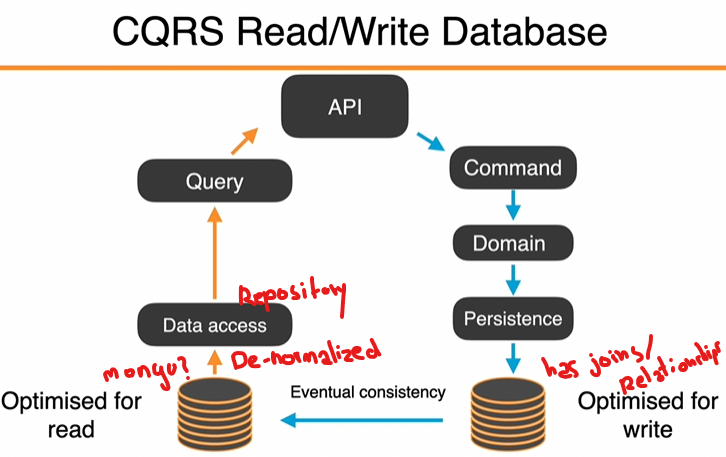 CQRS Read/Write Database
API
Command
Query
Domain
Repository
Data access
Persistence
mongo?
De-normalized
has joins/
Relationships
Optimised for
read
Eventual consistency
Optimised for
write